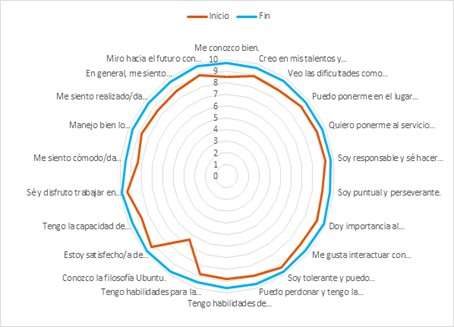 Inicio Fin
Me conozco bien.
Miro hacia el futuro con...
Creo en mis talentos y...
En general, me siento...
Veo las dificultades como...
Me siento realizado/da...
Puedo ponerme en el lugar...
Manejo bien lo...
Quiero ponerme al servicio...
Me siento cómodo/da...
Soy responsable y sé hacer...
Sé y disfruto trabajar en...
Soy puntual y perseverante.
Tengo la capacidad de...
Doy importancia al...
Estoy satisfecho/a de...
Me gusta interactuar con...
Conozco la filosofía Ubuntu.
Soy tolerante y puedo...
Tengo habilidades para la...
Puedo perdonar y tengo la...
Tengo habilidades de...
10
9
8
7
6
5
4
3
2
1
0